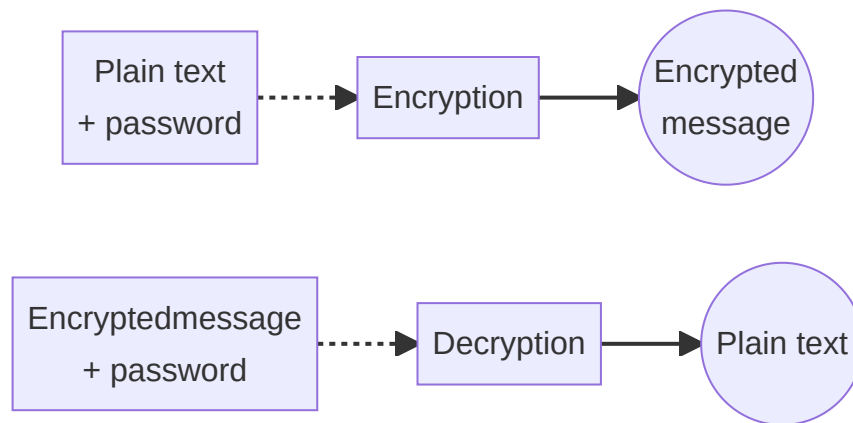 Plain text
+ password
Encryption
Encrypted
message
Encryptedmessage
+ password
Decryption
Plain text